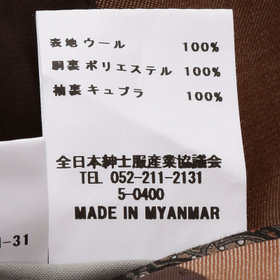 表地 ウール 100%
胴裏 ポリエステル 100%
袖裏 キュプラ 100%
全日本紳士服産業協議会
TEL 052-211-2131
5-0400
MADE IN MYANMAR
-31